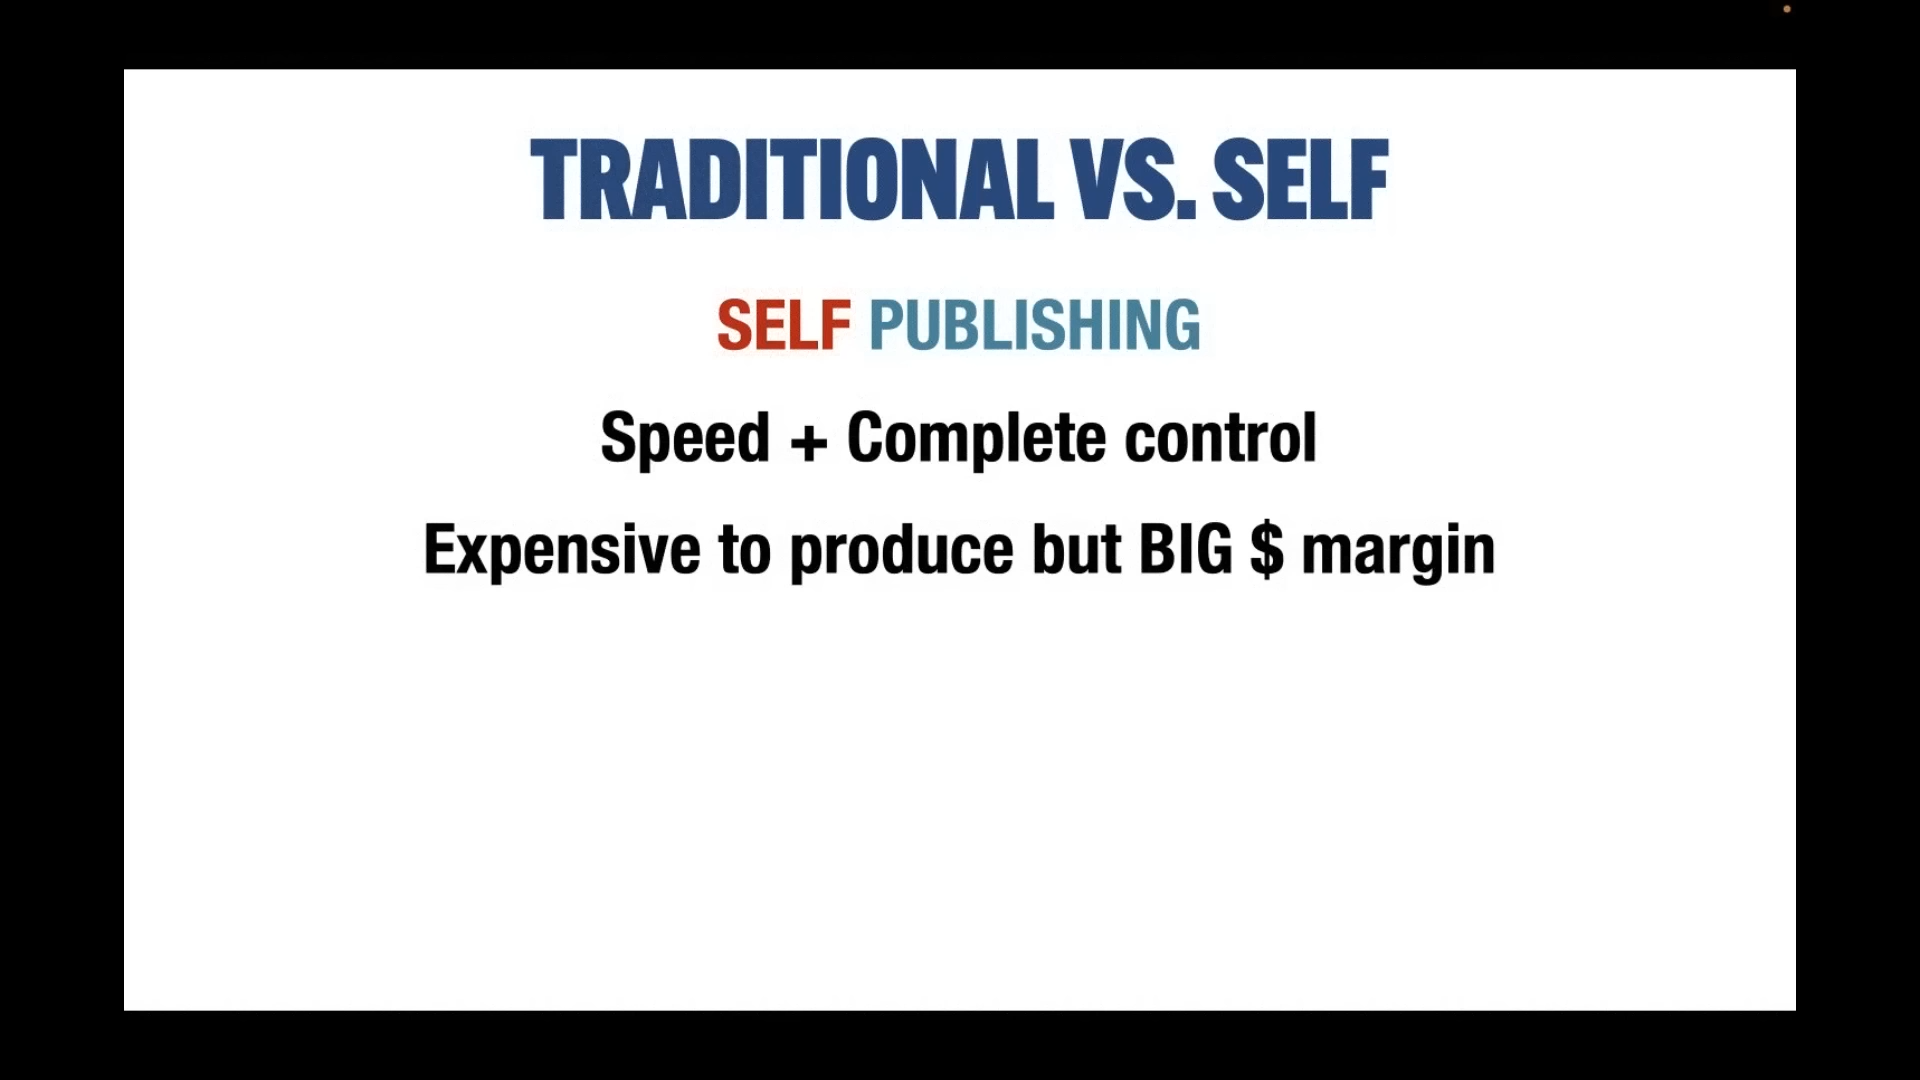 TRADITIONAL VS. SELF
SELF PUBLISHING
Speed + Complete control
Expensive to produce but BIG $ margin